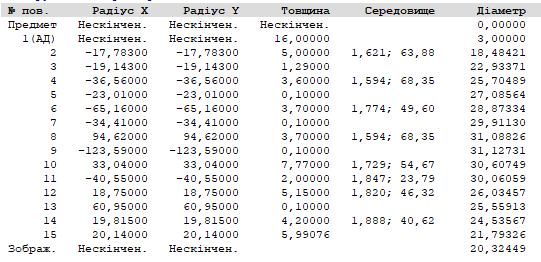 № пов. Радіус X Радіус Y Товщина Середовище Діаметр
Предмет Нескінчен. Нескінчен. Нескінчен. 0,00000
1(АД) Нескінчен. Нескінчен. 16,00000 3,00000
2 -17,78300 -17,78300 5,00000 1,621; 63,88 18,48421
3 -19,14300 -19,14300 1,29000 22,93371
4 -36,56000 -36,56000 3,60000 1,594; 68,35 25,70489
5 -23,01000 -23,01000 0,10000 27,08564
6 -65,16000 -65,16000 3,70000 1,774; 49,60 28,87334
7 -34,41000 -34,41000 0,10000 29,91130
8 94,62000 94,62000 3,70000 1,594; 68,35 31,08826
9 -123,59000 -123,59000 0,10000 31,12731
10 33,04000 33,04000 7,77000 1,729; 54,67 30,60749
11 -40,55000 -40,55000 2,00000 1,847; 23,79 30,06059
12 18,75000 18,75000 5,15000 1,820; 46,32 26,03457
13 60,95000 60,95000 0,10000 25,55913
14 19,81500 19,81500 4,20000 1,888; 40,62 24,53567
15 20,14000 20,14000 5,99076 21,79326
Зображ. Нескінчен. Нескінчен. 20,32449